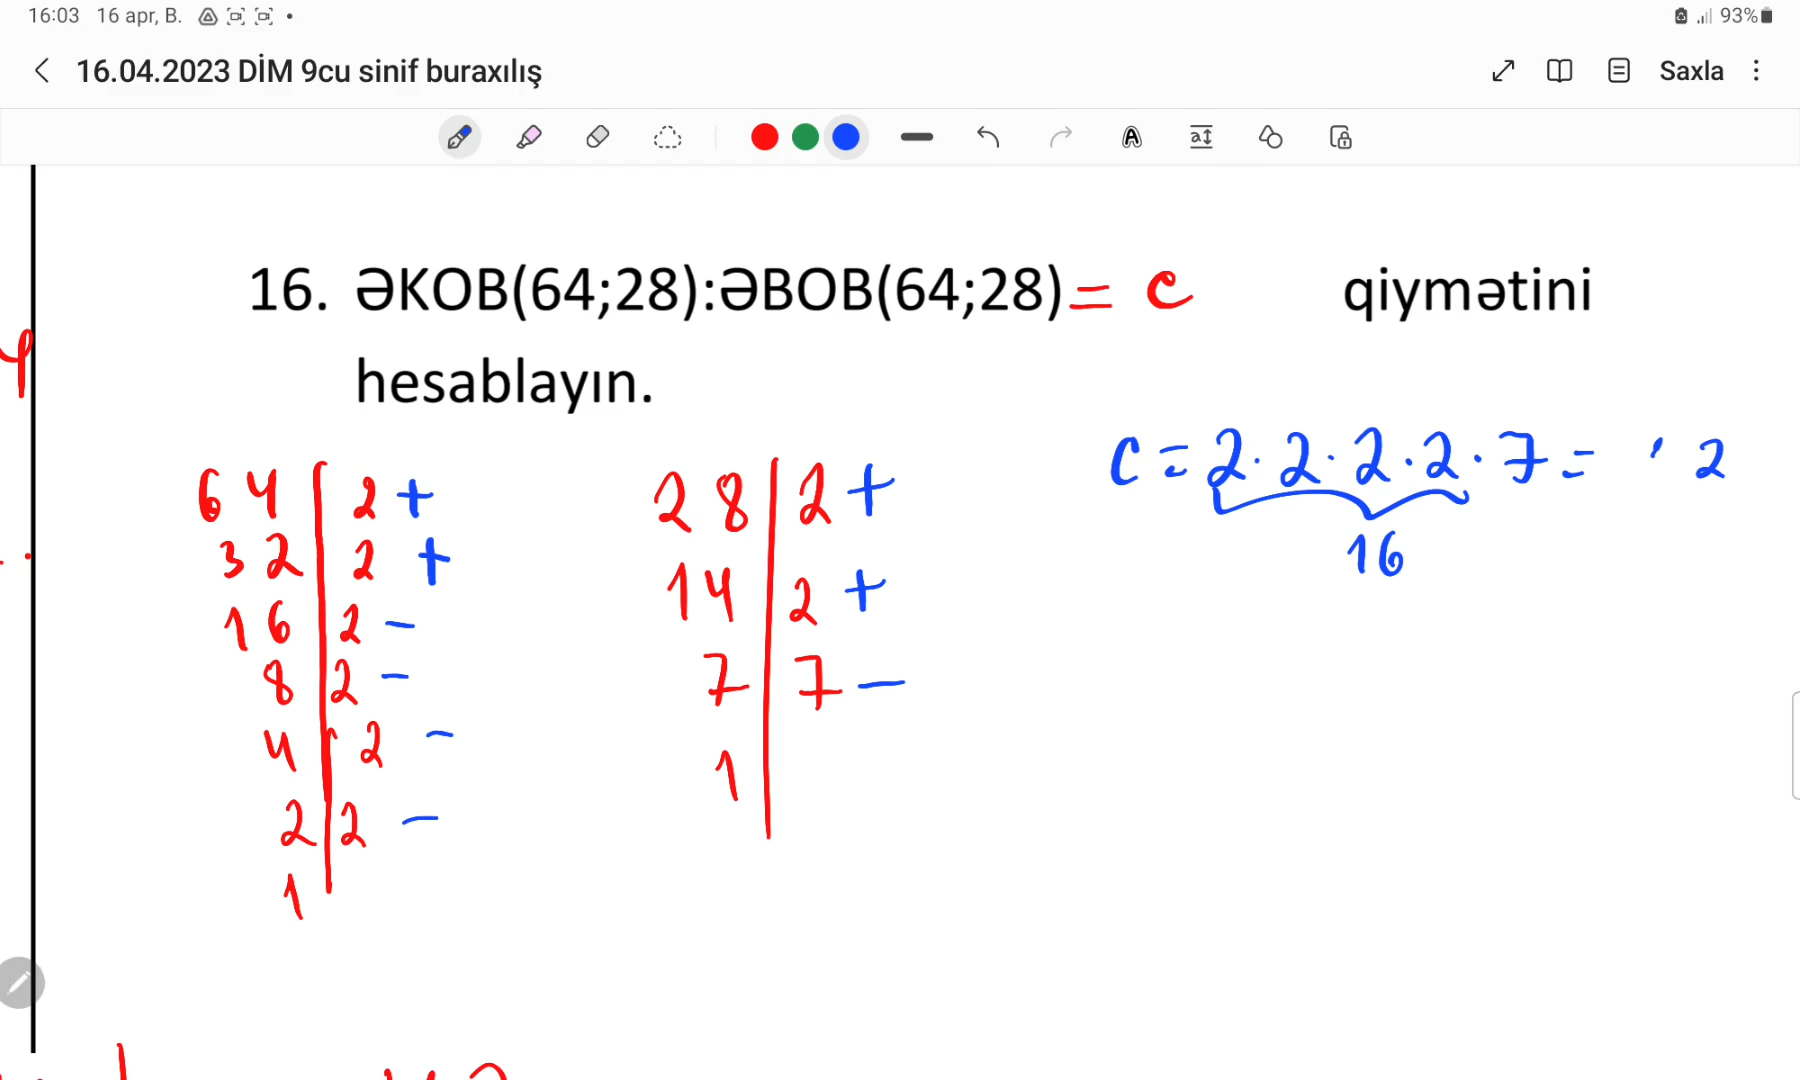 16:03 16 apr, B.
93%
16.04.2023 DİM 9cu sinif buraxılış
Saxla
16. ƏKOB(64;28):ƏBOB(64;28) = c qiymətini
hesablayın.
c = 2 · 2 · 2 · 2 · 7 = 2
16
64 | 2 +
32 | 2 +
16 | 2 −
8 | 2 −
4 | 2 −
2 | 2 −
1
28 | 2 +
14 | 2 +
7 | 7 −
1